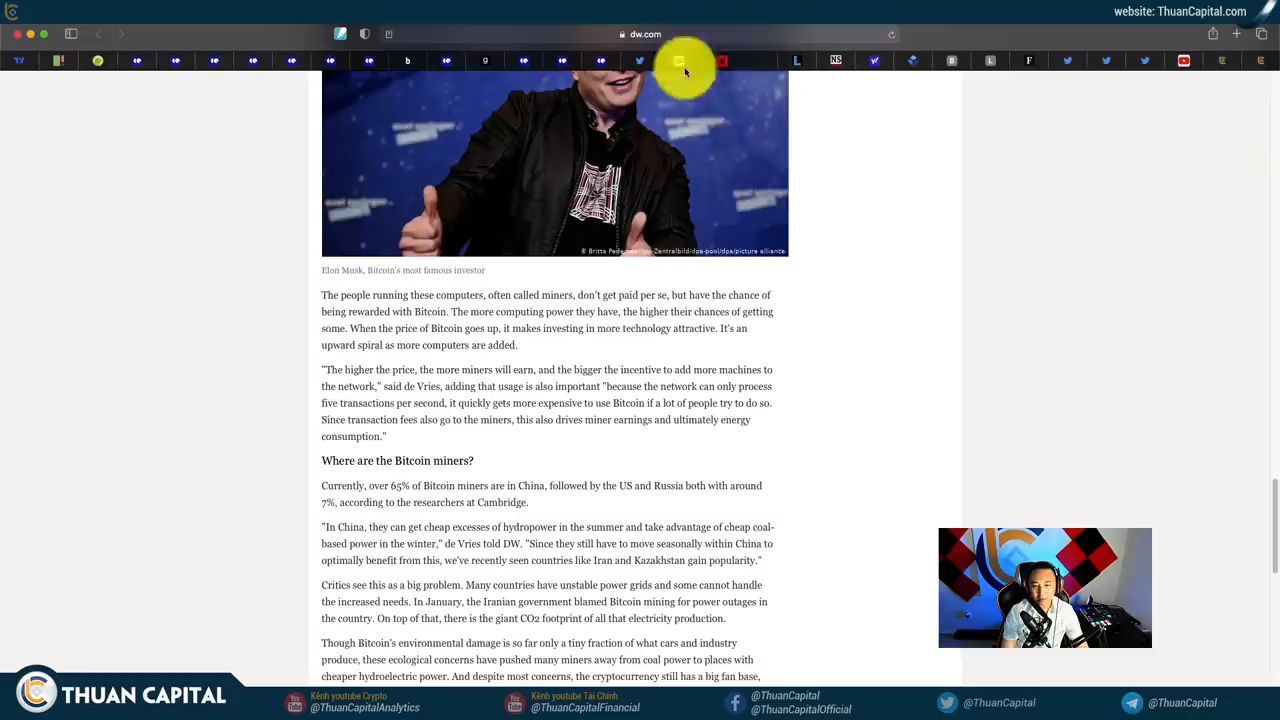 website: ThuanCapital.com
dw.com
© Britta Pedersen/dpa-Zentralbild/dpa-pool/dpa/picture alliance
Elon Musk, Bitcoin's most famous investor
The people running these computers, often called miners, don't get paid per se, but have the chance of
being rewarded with Bitcoin. The more computing power they have, the higher their chances of getting
some. When the price of Bitcoin goes up, it makes investing in more technology attractive. It's an
upward spiral as more computers are added.
"The higher the price, the more miners will earn, and the bigger the incentive to add more machines to
the network," said de Vries, adding that usage is also important "because the network can only process
five transactions per second, it quickly gets more expensive to use Bitcoin if a lot of people try to do so.
Since transaction fees also go to the miners, this also drives miner earnings and ultimately energy
consumption."
Where are the Bitcoin miners?
Currently, over 65% of Bitcoin miners are in China, followed by the US and Russia both with around
7%, according to the researchers at Cambridge.
"In China, they can get cheap excesses of hydropower in the summer and take advantage of cheap coal-
based power in the winter," de Vries told DW. "Since they still have to move seasonally within China to
optimally benefit from this, we've recently seen countries like Iran and Kazakhstan gain popularity."
Critics see this as a big problem. Many countries have unstable power grids and some cannot handle
the increased needs. In January, the Iranian government blamed Bitcoin mining for power outages in
the country. On top of that, there is the giant CO2 footprint of all that electricity production.
Though Bitcoin's environmental damage is so far only a tiny fraction of what cars and industry
produce, these ecological concerns have pushed many miners away from coal power to places with
cheaper hydroelectric power. And despite most concerns, the cryptocurrency still has a big fan base,
THUAN CAPITAL
Kênh youtube Crypto
@ThuanCapitalAnalytics
Kênh youtube Tài Chính
@ThuanCapitalFinancial
@ThuanCapital
@ThuanCapitalOfficial
@ThuanCapital
@ThuanCapital